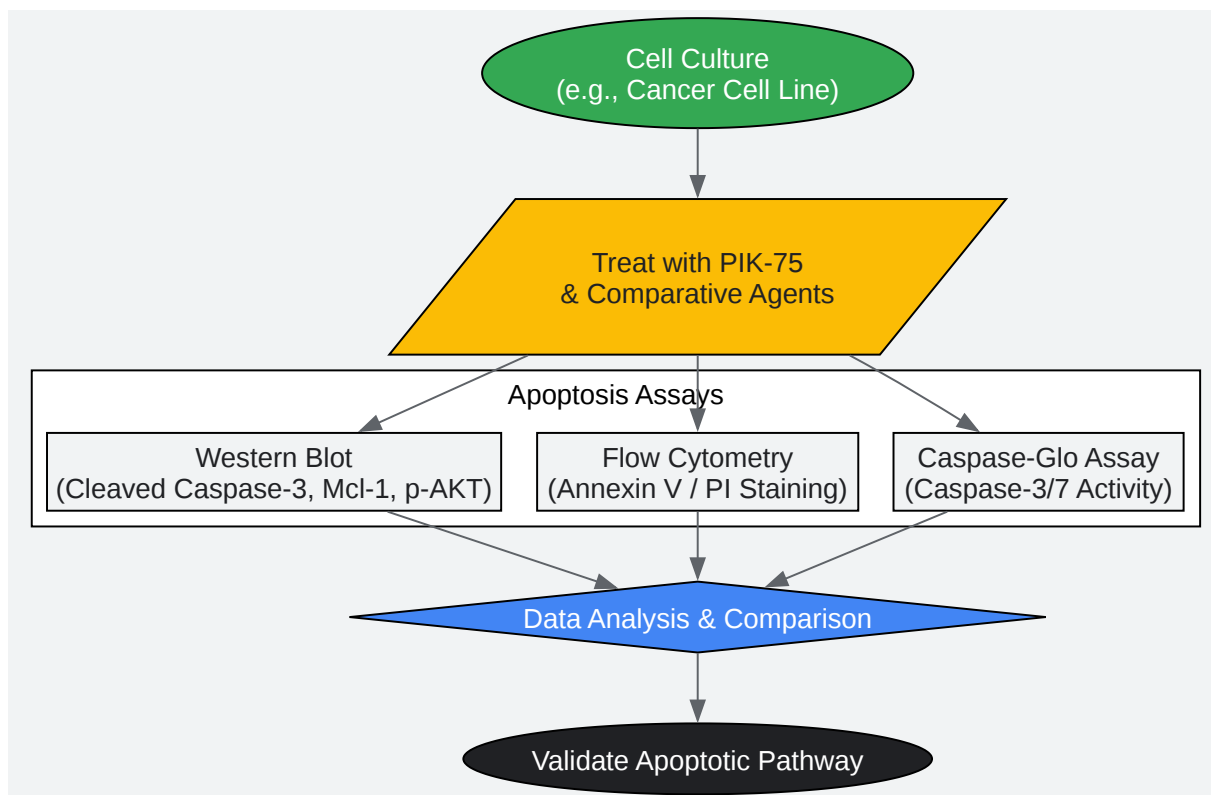 Cell Culture
(e.g., Cancer Cell Line)
Treat with PIK-75
& Comparative Agents
Apoptosis Assays
Western Blot
(Cleaved Caspase-3, Mcl-1, p-AKT)
Flow Cytometry
(Annexin V / PI Staining)
Caspase-Glo Assay
(Caspase-3/7 Activity)
Data Analysis & Comparison
Validate Apoptotic Pathway